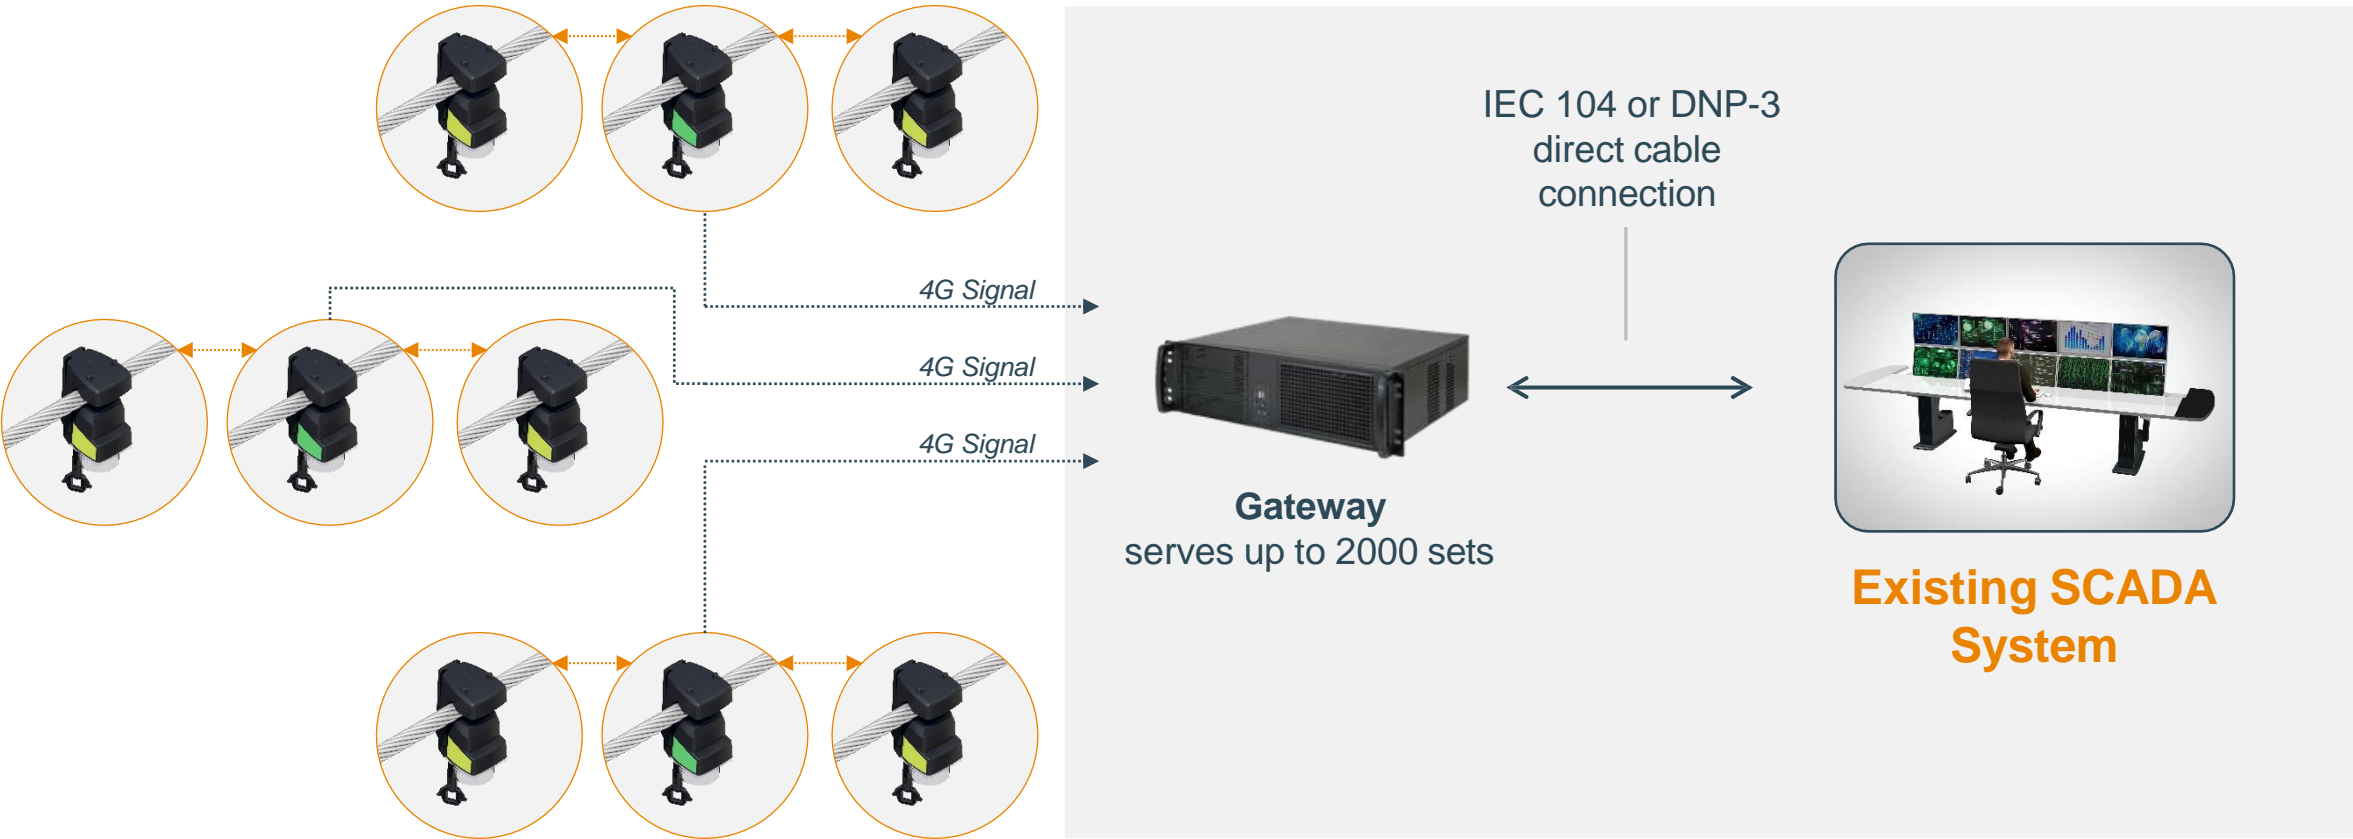 IEC 104 or DNP-3
direct cable
connection
4G Signal
4G Signal
4G Signal
Gateway
serves up to 2000 sets
Existing SCADA
System